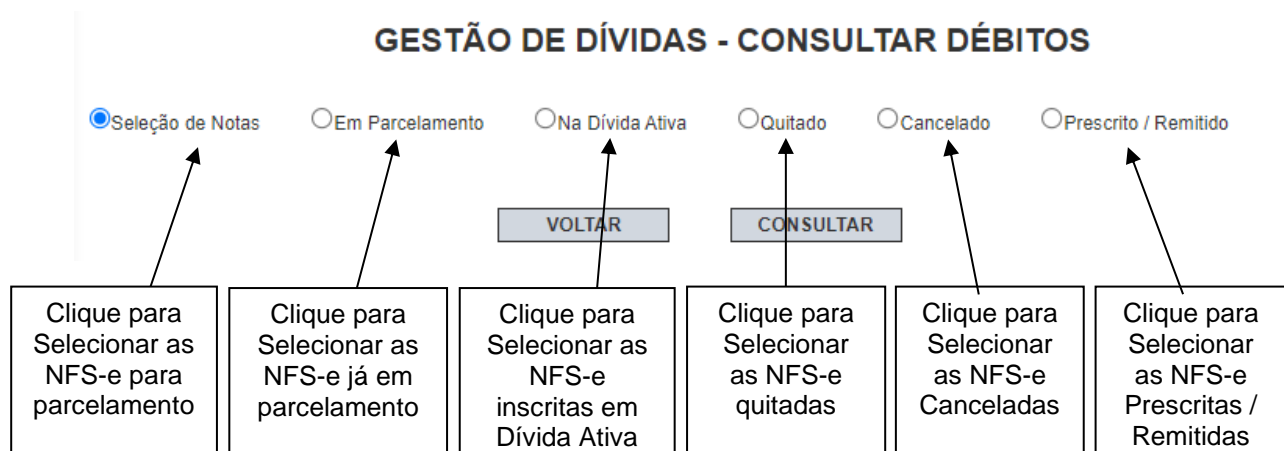 GESTÃO DE DÍVIDAS - CONSULTAR DÉBITOS
Seleção de Notas
Em Parcelamento
Na Dívida Ativa
Quitado
Cancelado
Prescrito / Remitido
VOLTAR
CONSULTAR
Clique para
Selecionar as
NFS-e para
parcelamento
Clique para
Selecionar as
NFS-e já em
parcelamento
Clique para
Selecionar as
NFS-e
inscritas em
Dívida Ativa
Clique para
Selecionar
as NFS-e
quitadas
Clique para
Selecionar
as NFS-e
Canceladas
Clique para
Selecionar
as NFS-e
Prescritas /
Remitidas